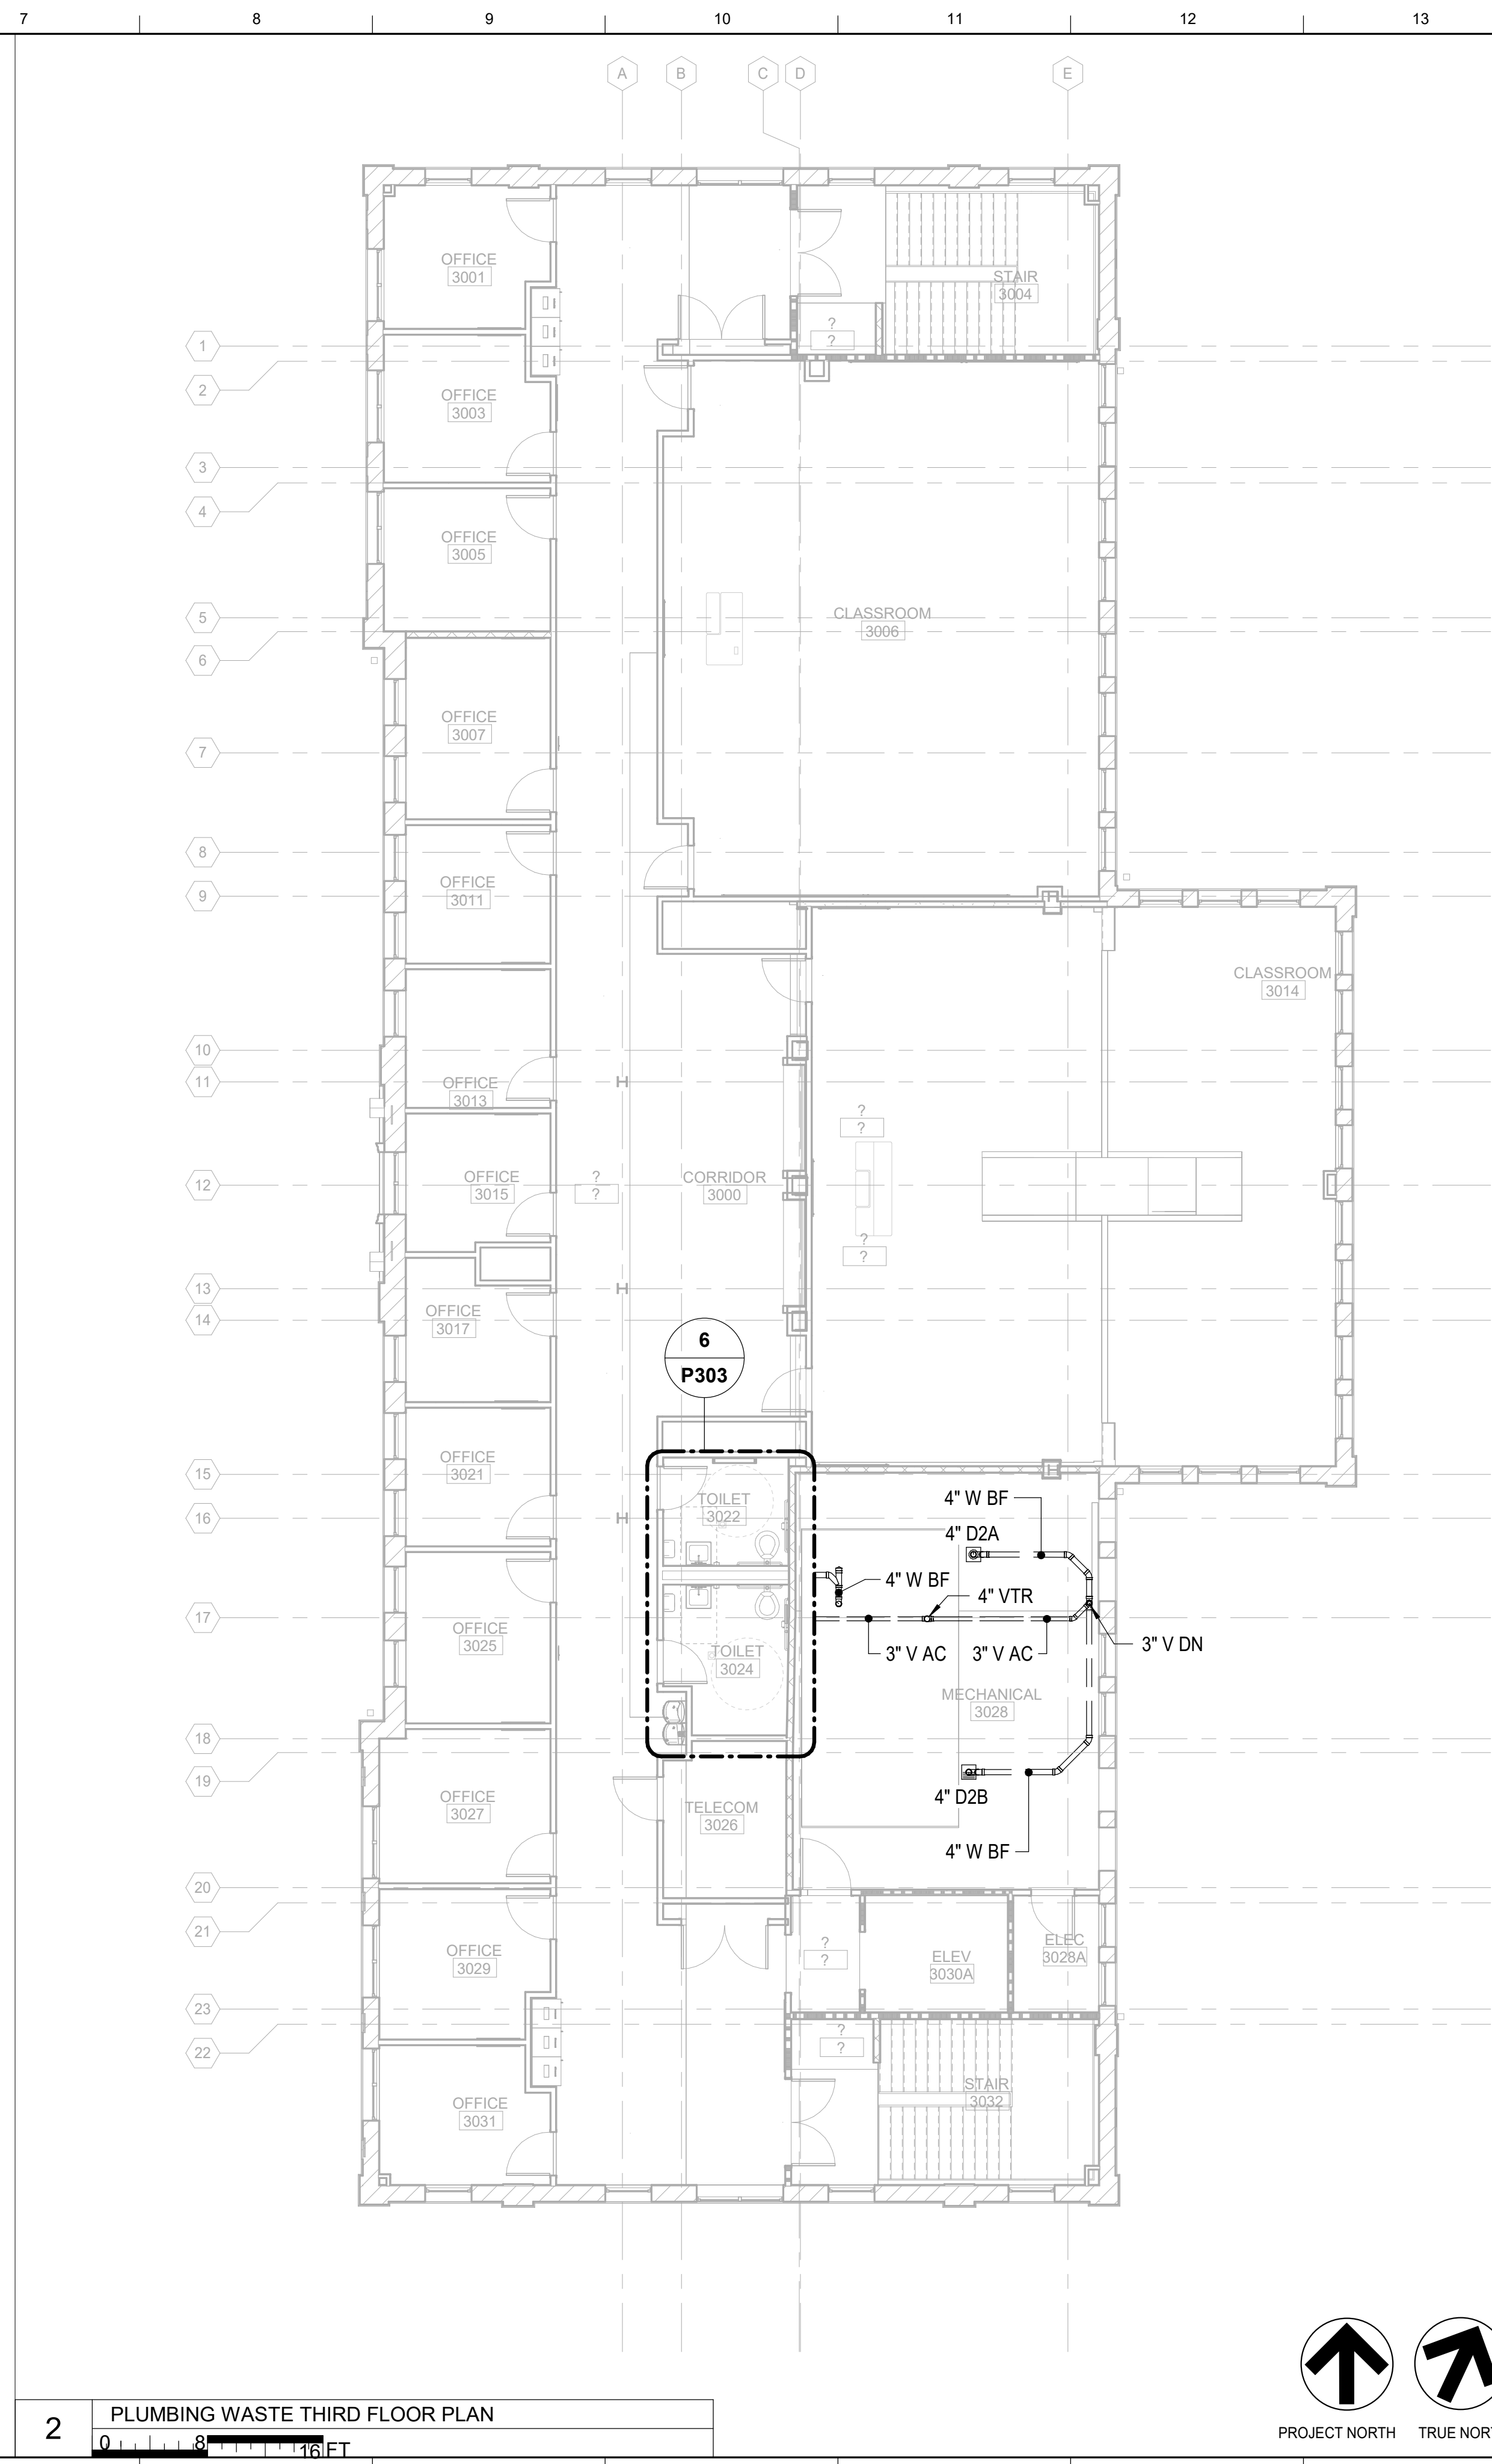 7 8 9 10 11 12 13
A B C D E
OFFICE
3001
STAIR
3004
?
?
1
2
OFFICE
3003
3
4
OFFICE
3005
5
CLASSROOM
3006
6
OFFICE
3007
7
8
OFFICE
3011
9
CLASSROOM
3014
10
11
OFFICE
3013
?
?
12
OFFICE
3015
?
?
CORRIDOR
3000
?
?
13
14
OFFICE
3017
6
P303
15
OFFICE
3021
16
TOILET
3022
4" W BF
4" D2A
4" W BF
4" VTR
17
OFFICE
3025
TOILET
3024
3" V AC
3" V AC
3" V DN
MECHANICAL
3028
18
19
OFFICE
3027
TELECOM
3026
4" D2B
4" W BF
20
21
OFFICE
3029
?
?
ELEV
3030A
ELEC
3028A
23
22
?
?
OFFICE
3031
STAIR
3032
2
PLUMBING WASTE THIRD FLOOR PLAN
0 8 16 FT
PROJECT NORTH
TRUE NORT